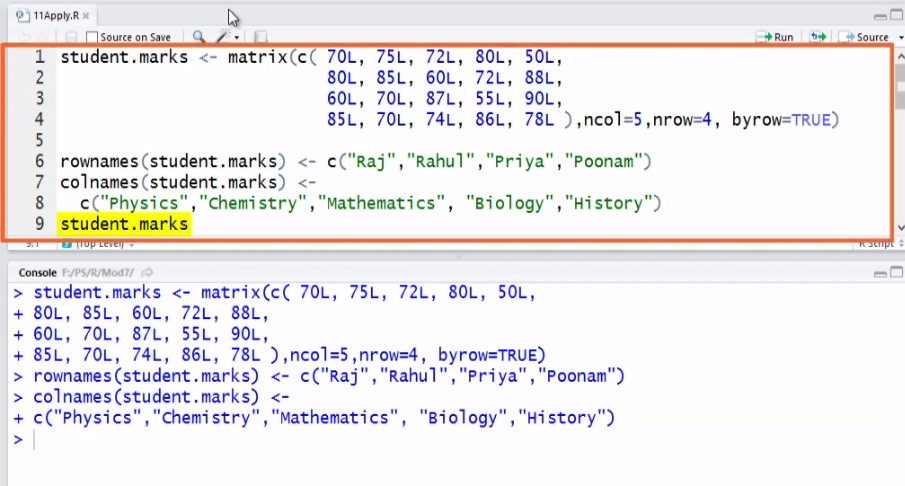 11Apply.R
Source on Save
Run
Source
1 student.marks <- matrix(c( 70L, 75L, 72L, 80L, 50L,
2 80L, 85L, 60L, 72L, 88L,
3 60L, 70L, 87L, 55L, 90L,
4 85L, 70L, 74L, 86L, 78L ),ncol=5,nrow=4, byrow=TRUE)
5
6 rownames(student.marks) <- c("Raj","Rahul","Priya","Poonam")
7 colnames(student.marks) <-
8 c("Physics","Chemistry","Mathematics", "Biology","History")
9 student.marks
9:1 (Top Level) R Script
Console F:/PS/R/Mod7/
> student.marks <- matrix(c( 70L, 75L, 72L, 80L, 50L,
+ 80L, 85L, 60L, 72L, 88L,
+ 60L, 70L, 87L, 55L, 90L,
+ 85L, 70L, 74L, 86L, 78L ),ncol=5,nrow=4, byrow=TRUE)
> rownames(student.marks) <- c("Raj","Rahul","Priya","Poonam")
> colnames(student.marks) <-
+ c("Physics","Chemistry","Mathematics", "Biology","History")
>